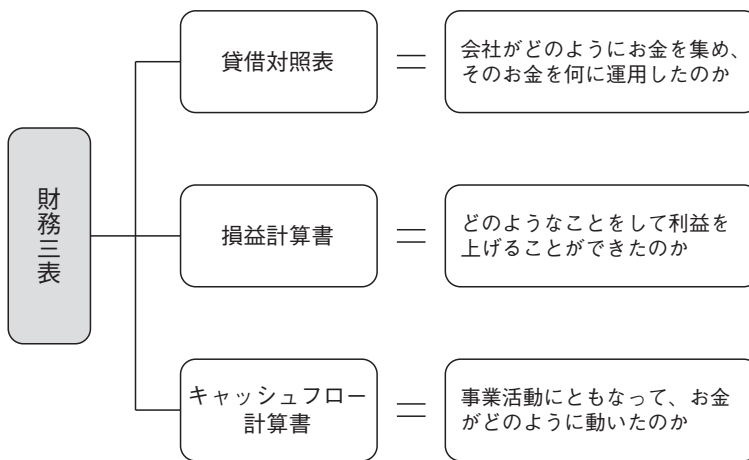 財務三表
貸借対照表
=
会社がどのようにお金を集め、
そのお金を何に運用したのか
損益計算書
=
どのようなことをして利益を
上げることができたのか
キャッシュフロー
計算書
=
事業活動にともなって、お金
がどのように動いたのか